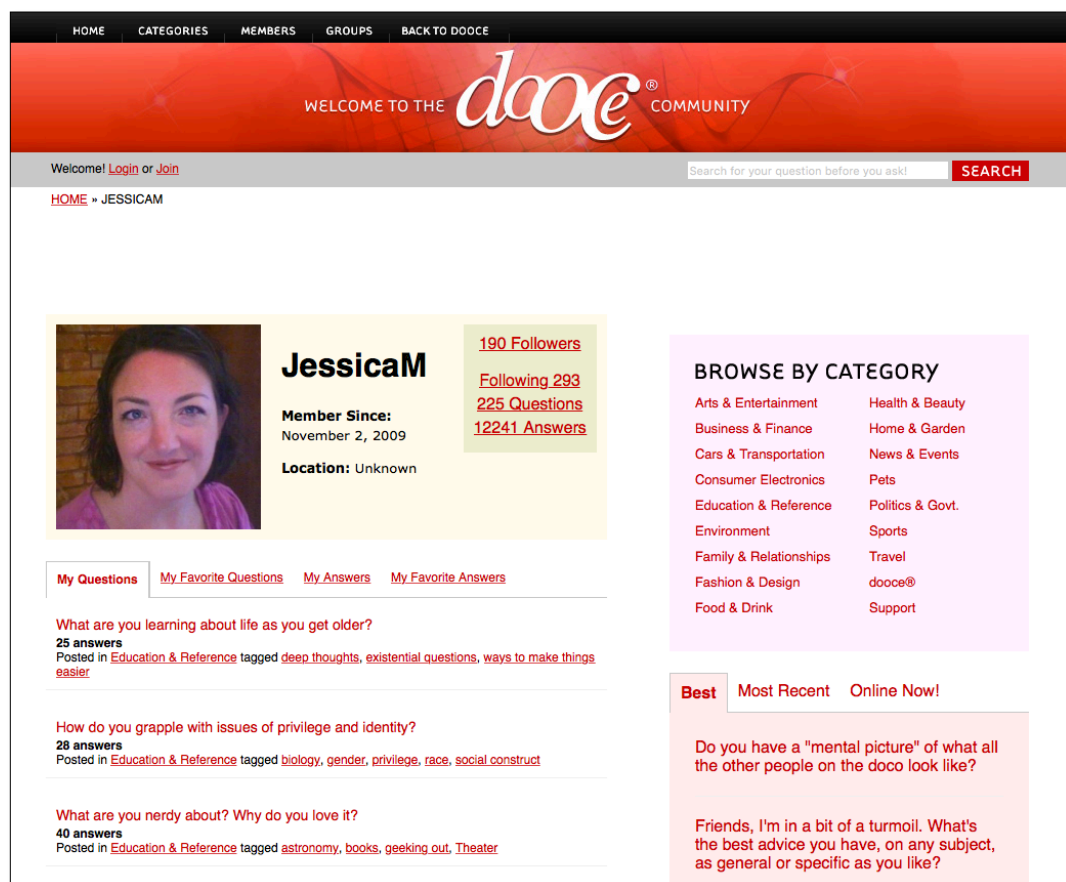 HOME CATEGORIES MEMBERS GROUPS BACK TO DOOCE
WELCOME TO THE dooce® COMMUNITY
Welcome! Login or Join
Search for your question before you ask! SEARCH
HOME » JESSICAM
JessicaM
Member Since:
November 2, 2009
Location: Unknown
190 Followers
Following 293
225 Questions
12241 Answers
My Questions My Favorite Questions My Answers My Favorite Answers
What are you learning about life as you get older?
25 answers
Posted in Education & Reference tagged deep thoughts, existential questions, ways to make things
easier
How do you grapple with issues of privilege and identity?
28 answers
Posted in Education & Reference tagged biology, gender, privilege, race, social construct
What are you nerdy about? Why do you love it?
40 answers
Posted in Education & Reference tagged astronomy, books, geeking out, Theater
BROWSE BY CATEGORY
Arts & Entertainment
Business & Finance
Cars & Transportation
Consumer Electronics
Education & Reference
Environment
Family & Relationships
Fashion & Design
Food & Drink
Health & Beauty
Home & Garden
News & Events
Pets
Politics & Govt.
Sports
Travel
dooce®
Support
Best Most Recent Online Now!
Do you have a "mental picture" of what all
the other people on the doco look like?
Friends, I'm in a bit of a turmoil. What's
the best advice you have, on any subject,
as general or specific as you like?